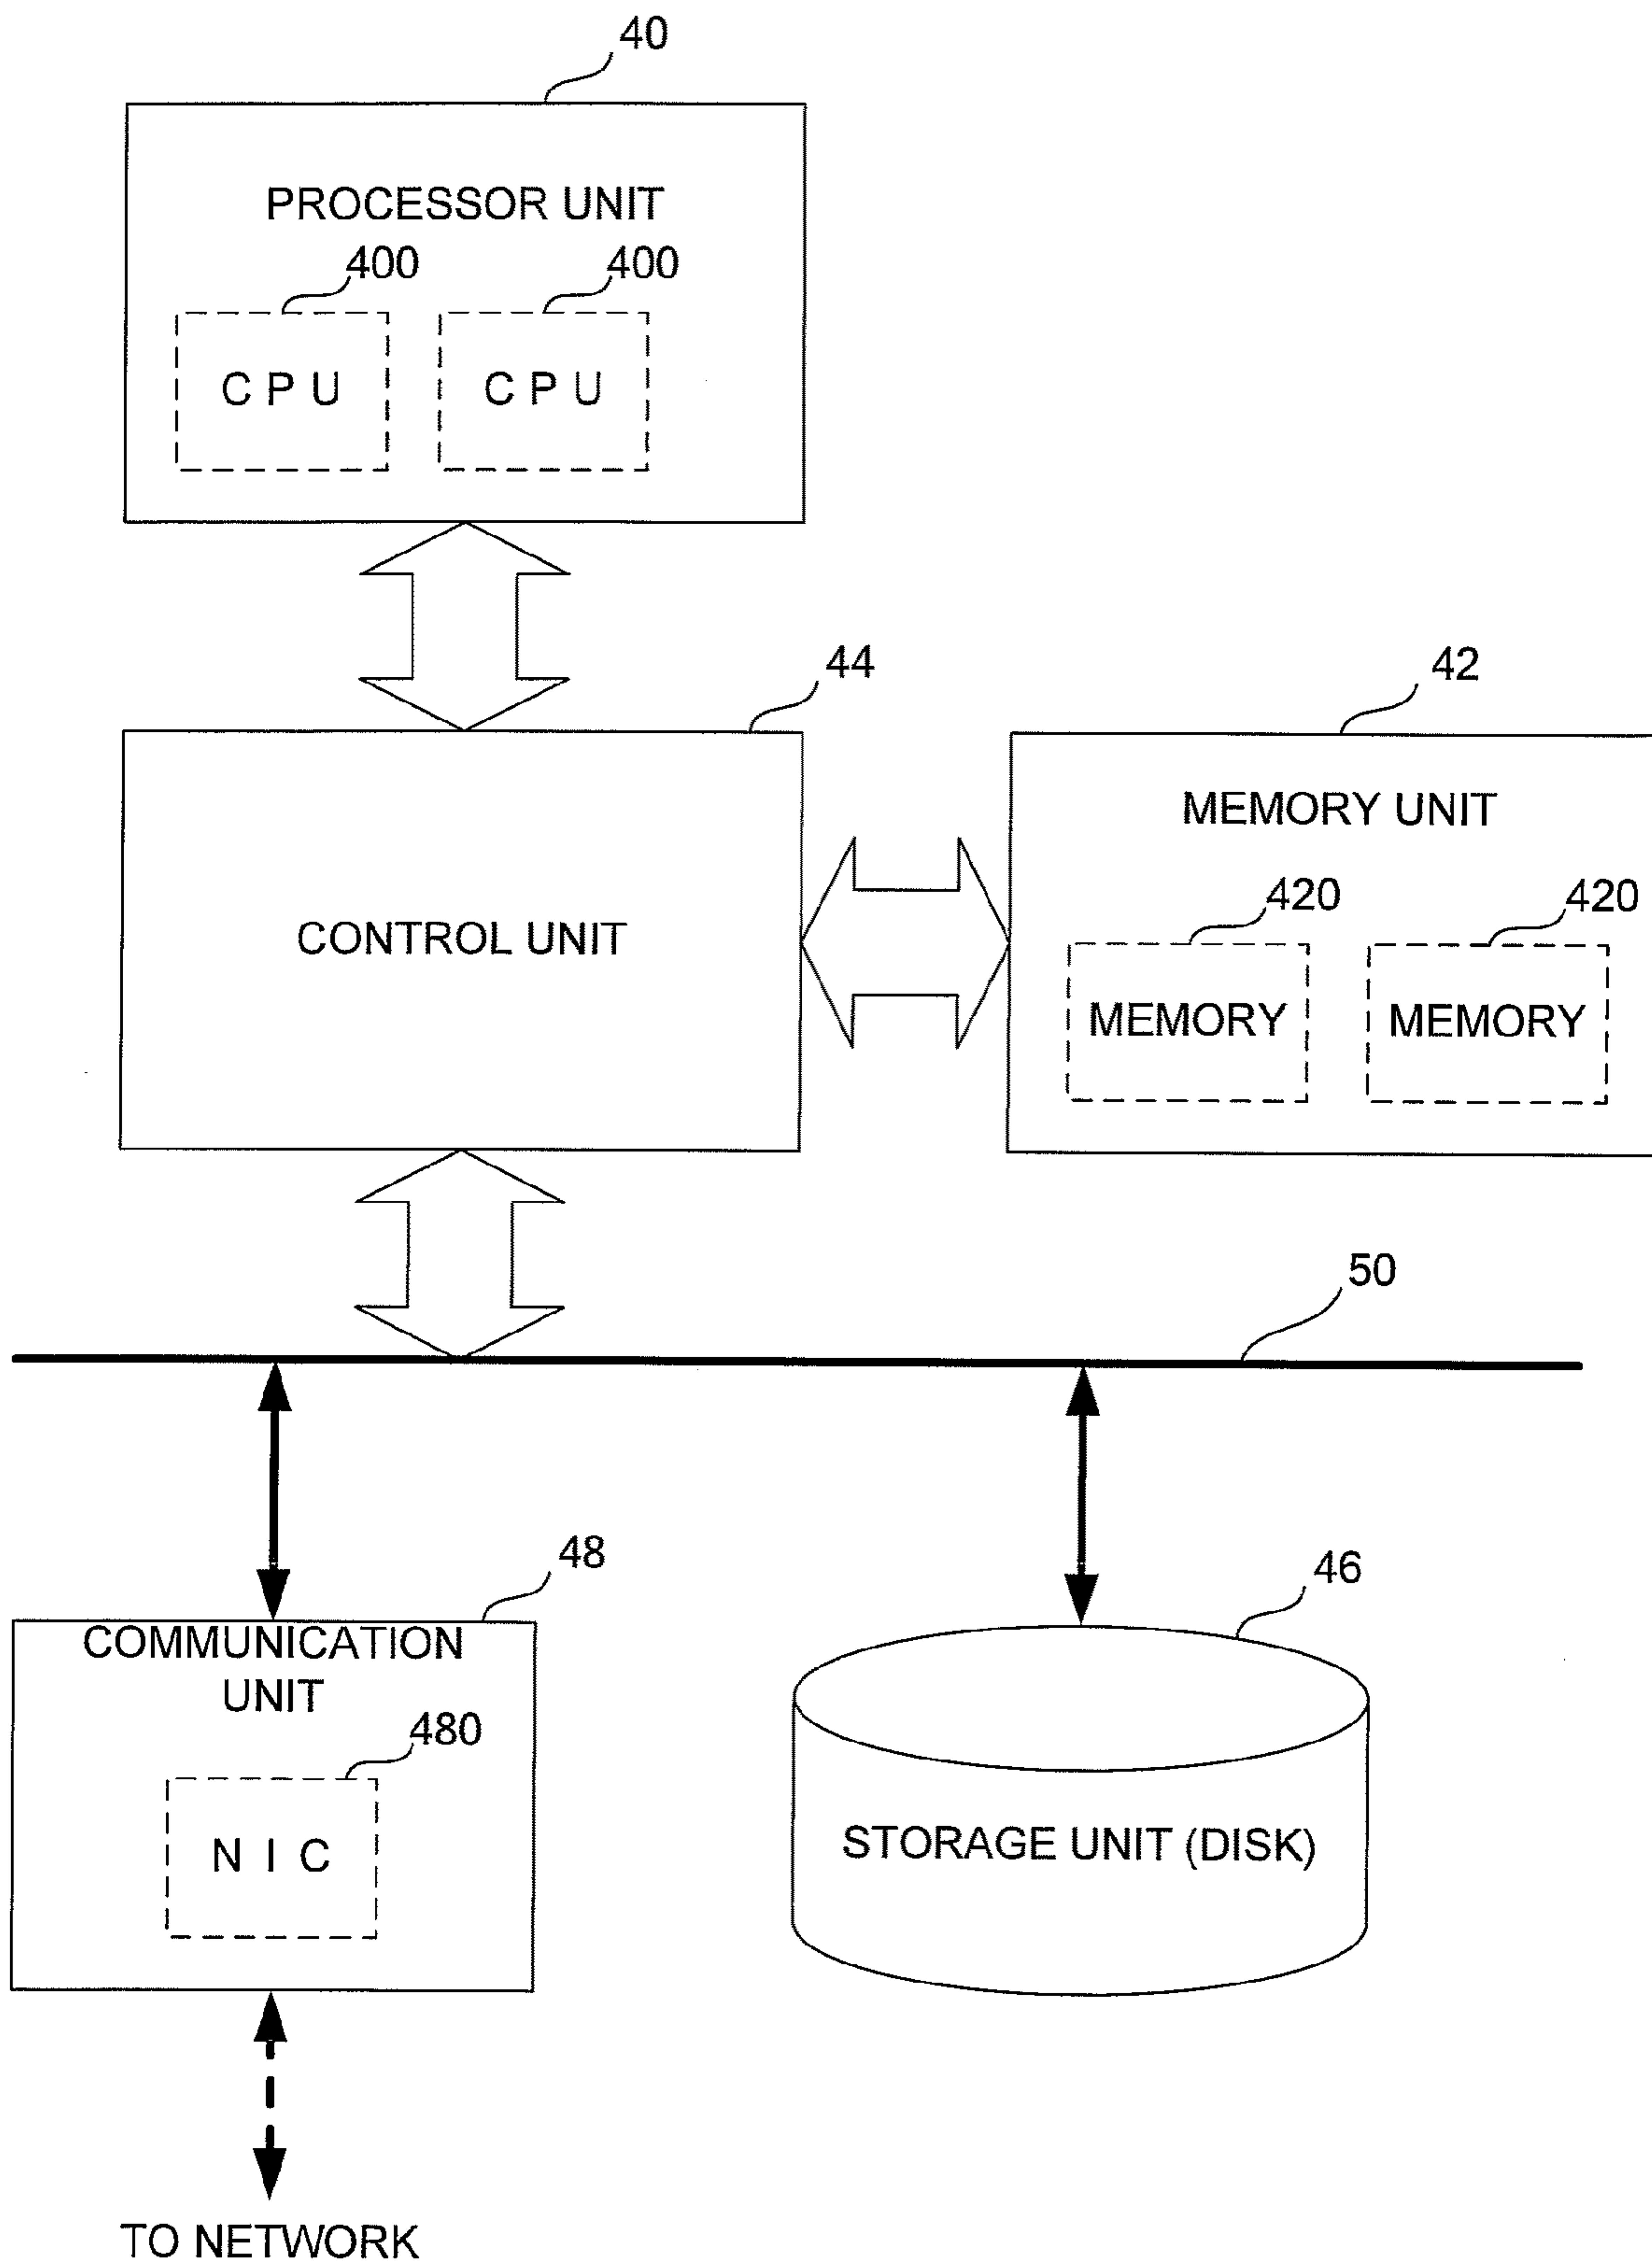 40
PROCESSOR UNIT
400 400
C P U C P U
44
42
CONTROL UNIT
MEMORY UNIT
420 420
MEMORY MEMORY
50
48
COMMUNICATION
UNIT
480
N I C
46
STORAGE UNIT (DISK)
TO NETWORK